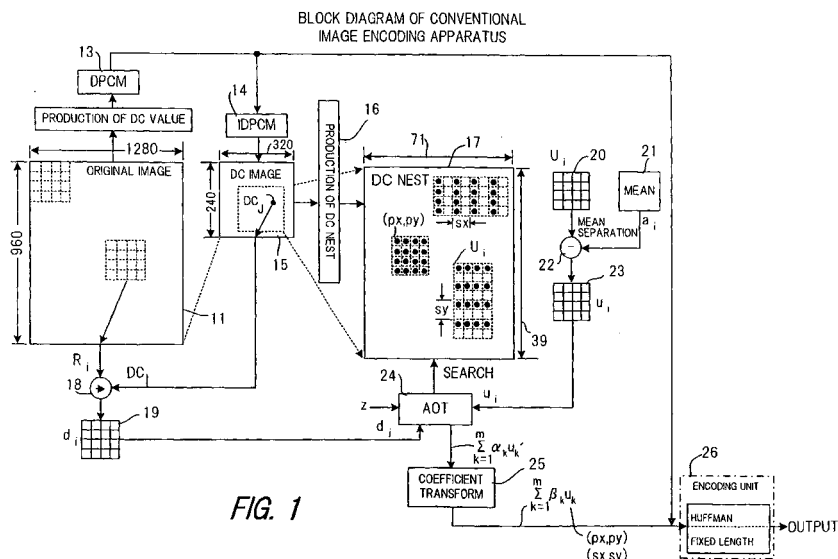 BLOCK DIAGRAM OF CONVENTIONAL
IMAGE ENCODING APPARATUS
13
DPCM
PRODUCTION OF DC VALUE
1280
ORIGINAL IMAGE
960
11
14
IDPCM
320
240
DC IMAGE
DC J
15
16
PRODUCTION OF DC NEST
71
17
DC NEST
sx
(px,py)
U i
sy
39
U i
20
21
MEAN
MEAN
SEPARATION
a i
22
−
23
u i
R i
18
DC i
19
d i
SEARCH
24
AOT
z
d i
u i
m
Σ α k u k ′
k=1
25
COEFFICIENT
TRANSFORM
m
Σ β k u k
k=1
(px,py)
(sx,sy)
26
ENCODING UNIT
HUFFMAN
FIXED LENGTH
OUTPUT
FIG. 1